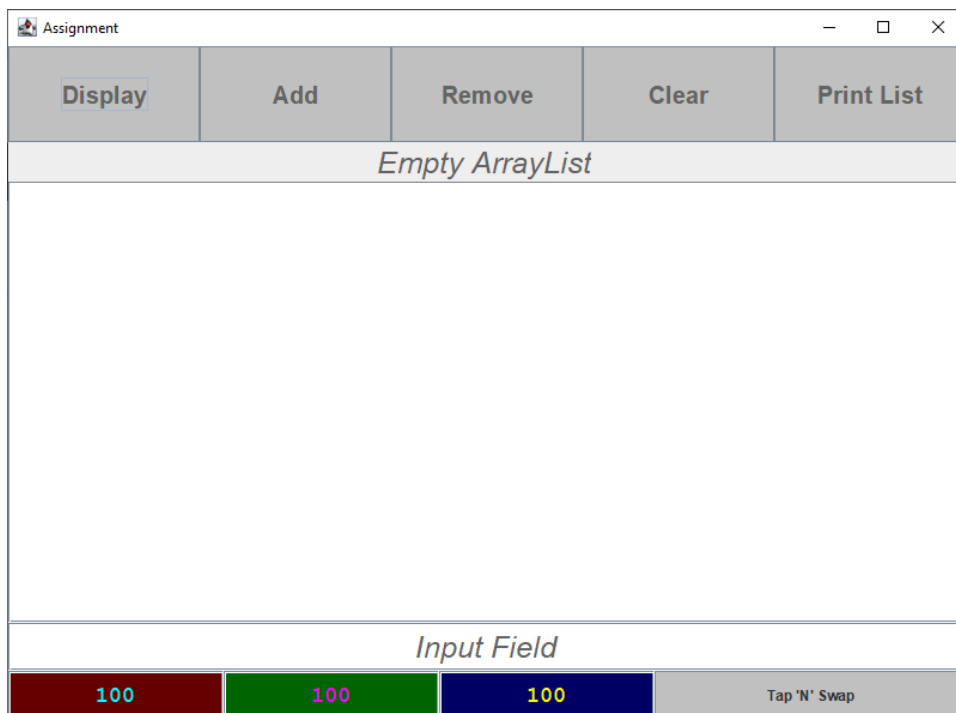 Assignment
Display Add Remove Clear Print List
Empty ArrayList
Input Field
100 100 100 Tap 'N' Swap